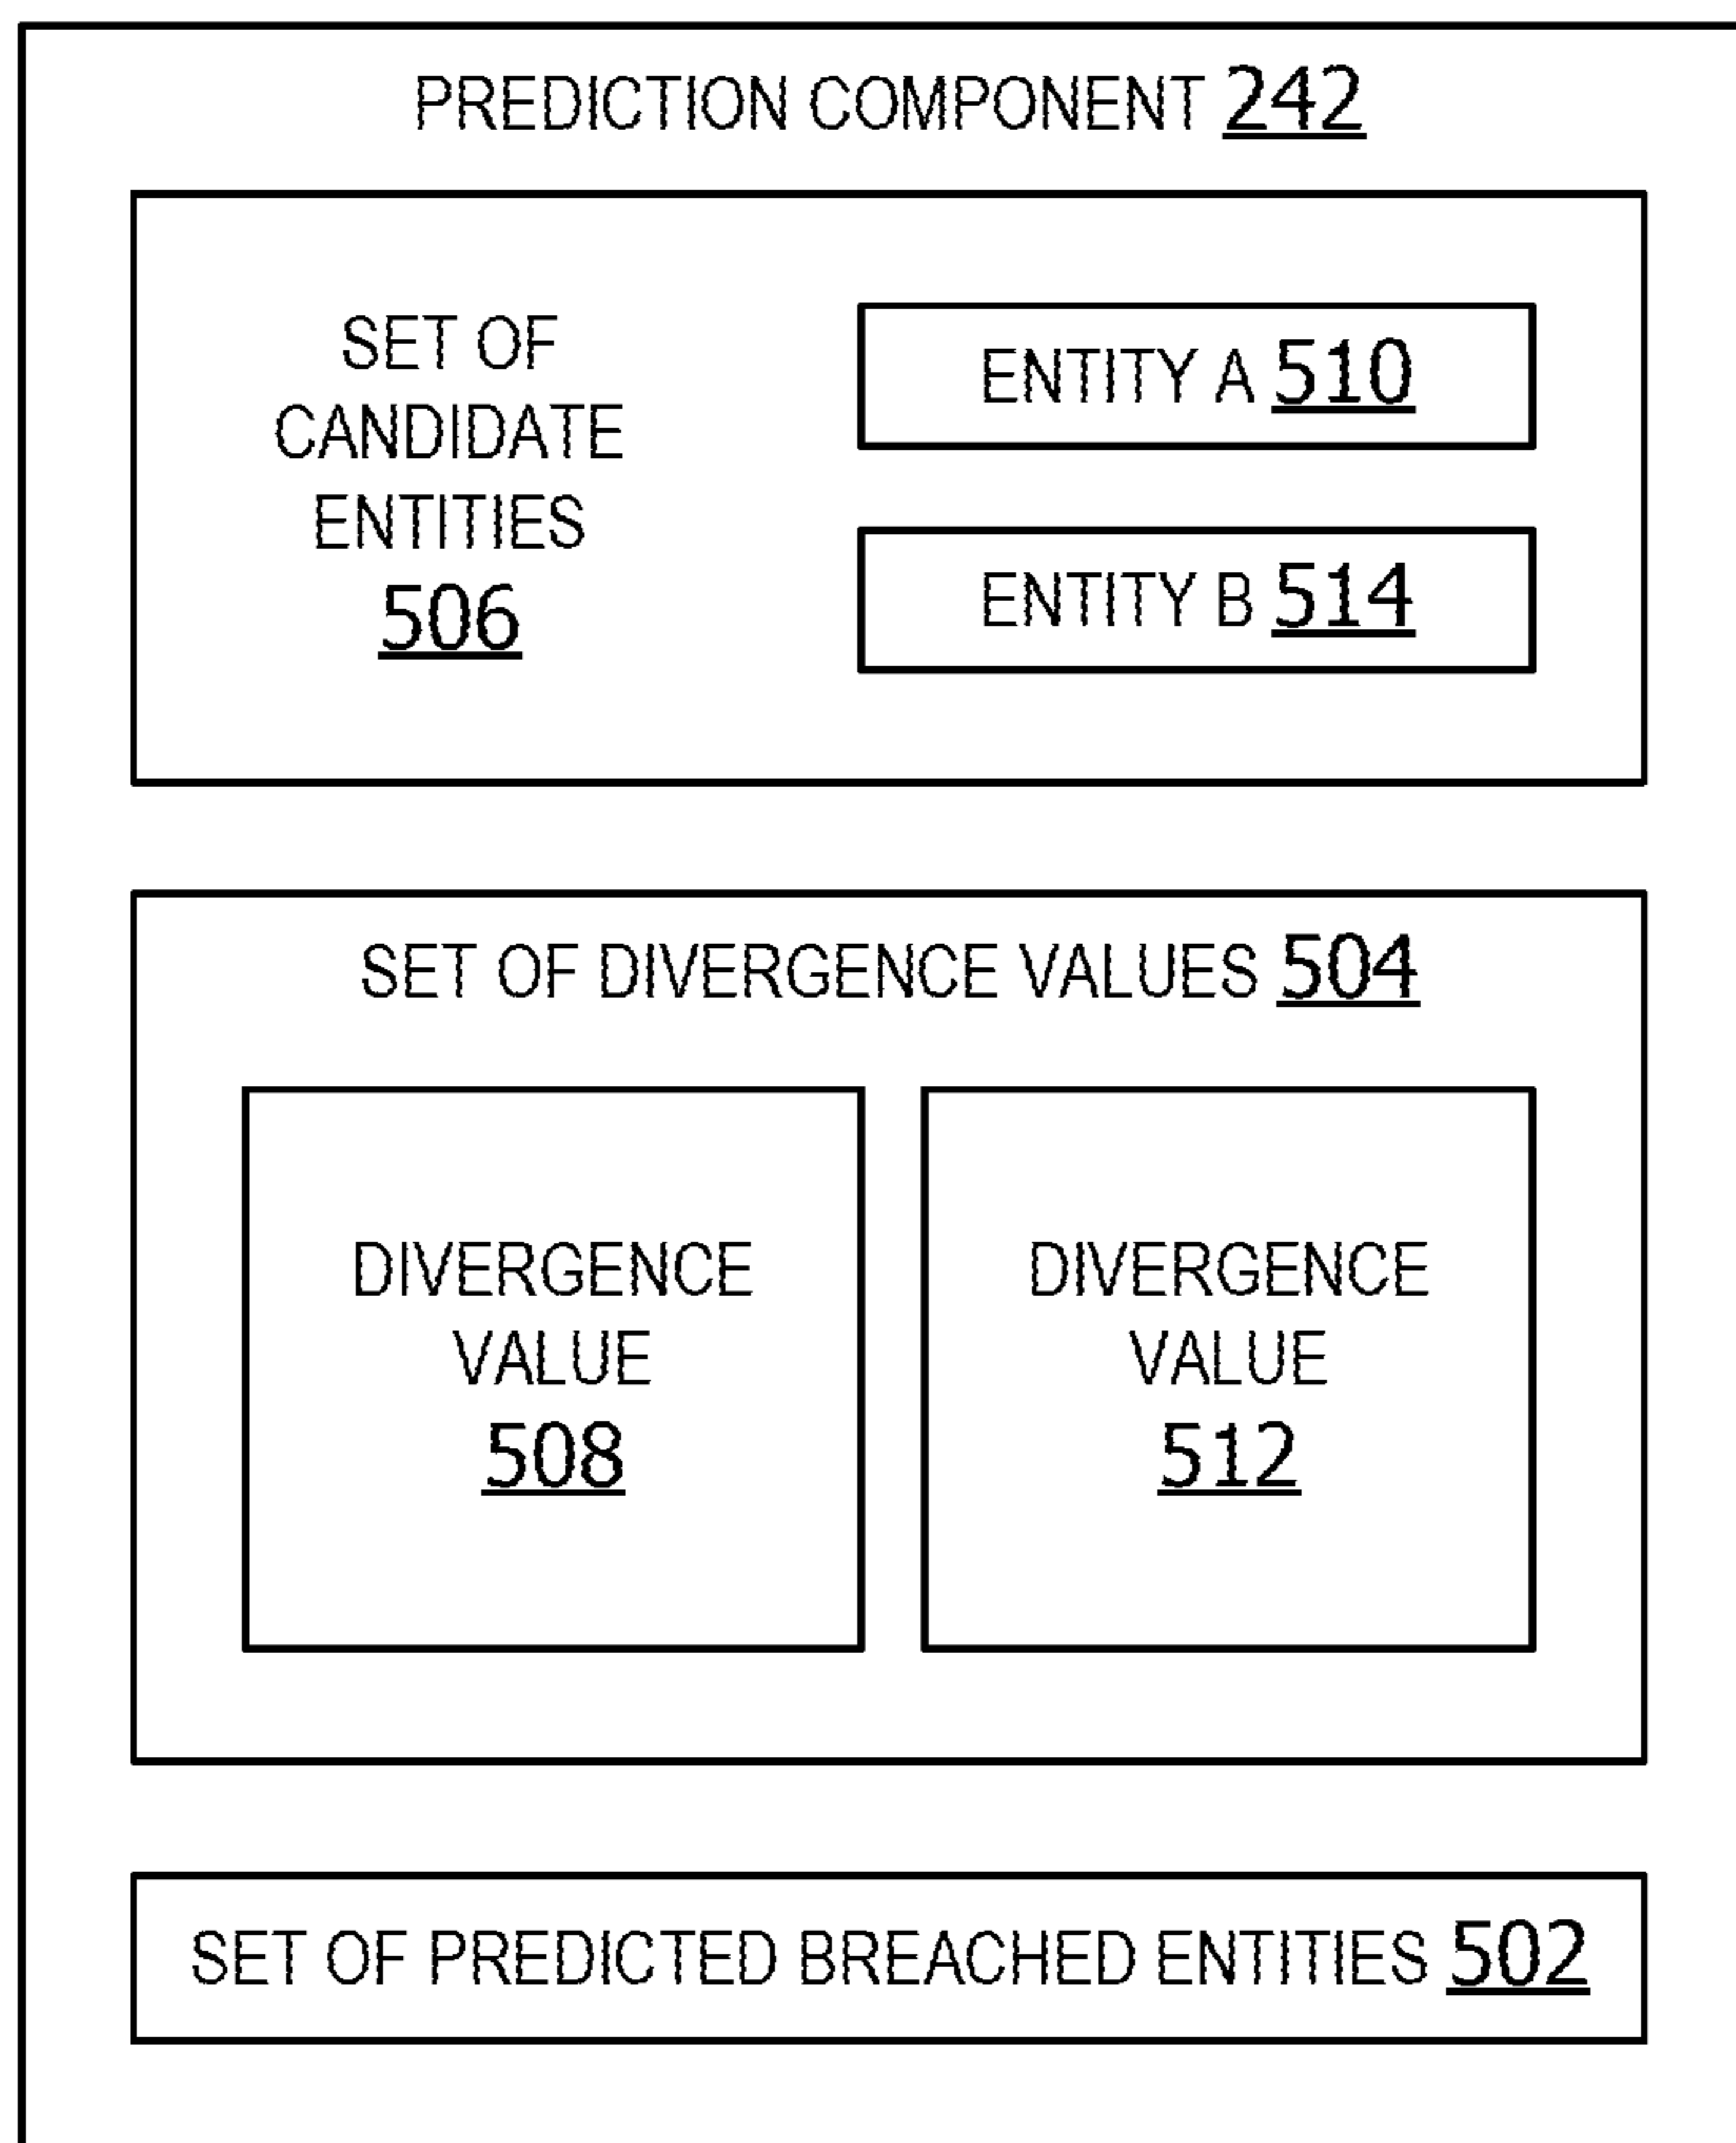 PREDICTION COMPONENT 242
SET OF
CANDIDATE
ENTITIES
506
ENTITY A 510
ENTITY B 514
SET OF DIVERGENCE VALUES 504
DIVERGENCE
VALUE
508
DIVERGENCE
VALUE
512
SET OF PREDICTED BREACHED ENTITIES 502